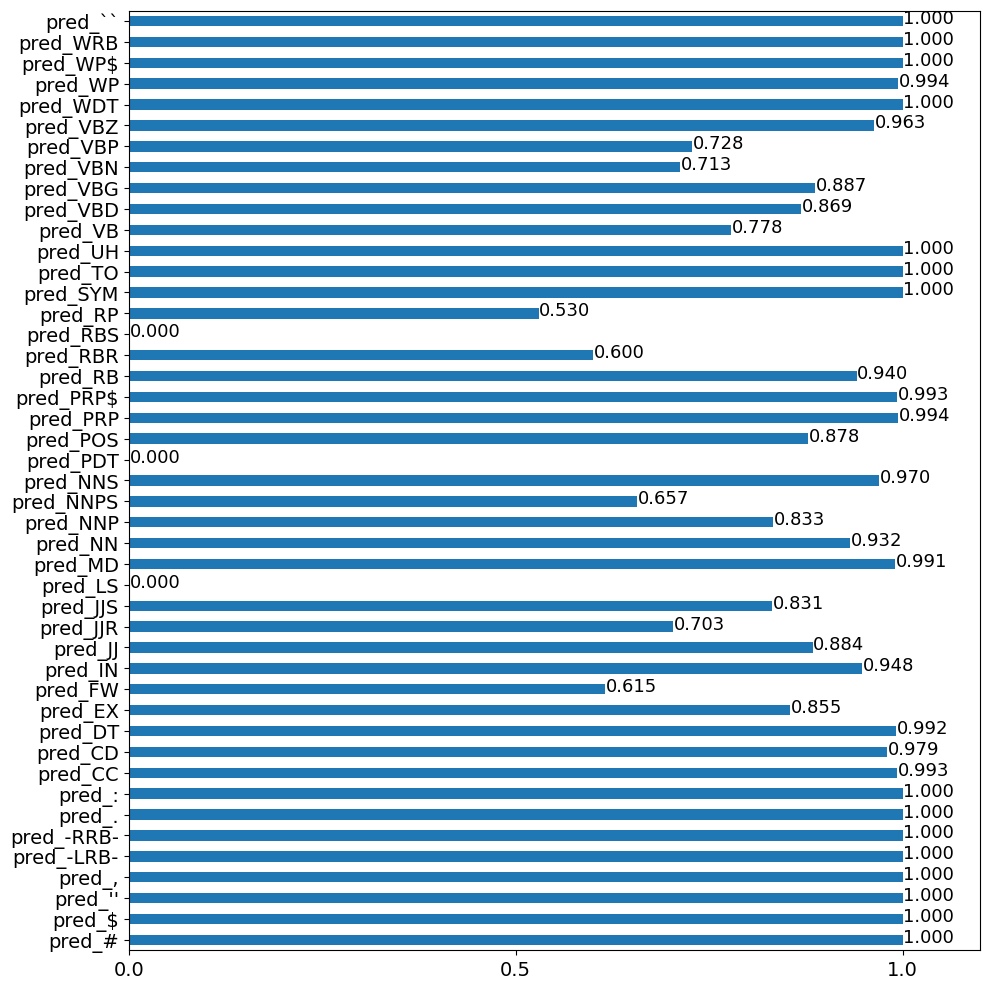 pred_`` 1.000
pred_WRB 1.000
pred_WP$ 1.000
pred_WP 0.994
pred_WDT 1.000
pred_VBZ 0.963
pred_VBP 0.728
pred_VBN 0.713
pred_VBG 0.887
pred_VBD 0.869
pred_VB 0.778
pred_UH 1.000
pred_TO 1.000
pred_SYM 1.000
pred_RP 0.530
pred_RBS 0.000
pred_RBR 0.600
pred_RB 0.940
pred_PRP$ 0.993
pred_PRP 0.994
pred_POS 0.878
pred_PDT 0.000
pred_NNS 0.970
pred_NNPS 0.657
pred_NNP 0.833
pred_NN 0.932
pred_MD 0.991
pred_LS 0.000
pred_JJS 0.831
pred_JJR 0.703
pred_JJ 0.884
pred_IN 0.948
pred_FW 0.615
pred_EX 0.855
pred_DT 0.992
pred_CD 0.979
pred_CC 0.993
pred_: 1.000
pred_. 1.000
pred_-RRB- 1.000
pred_-LRB- 1.000
pred_, 1.000
pred_'' 1.000
pred_$ 1.000
pred_# 1.000
0.0 0.5 1.0